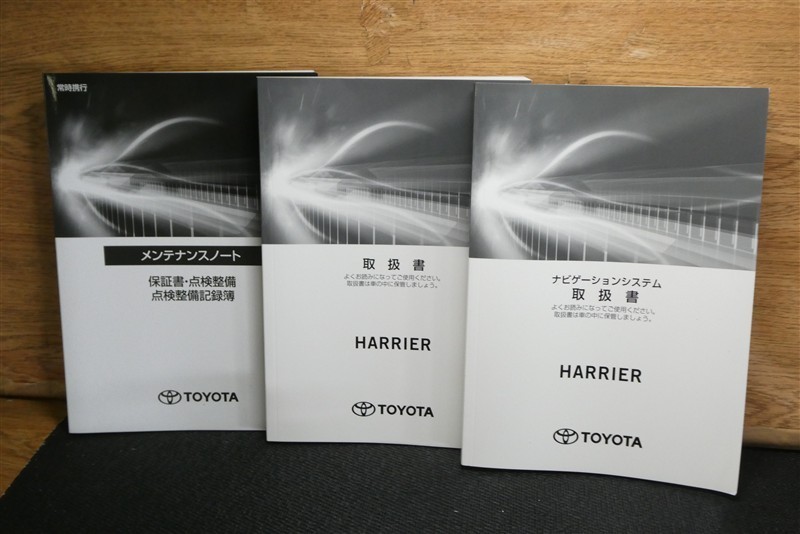 常時携行
メンテナンスノート
保証書・点検整備
点検整備記録簿
TOYOTA
取扱書
よくお読みになってご使用ください。
取扱書は車の中に保管しましょう。
HARRIER
TOYOTA
ナビゲーションシステム
取扱書
よくお読みになってご使用ください。
取扱書は車の中に保管しましょう。
HARRIER
TOYOTA